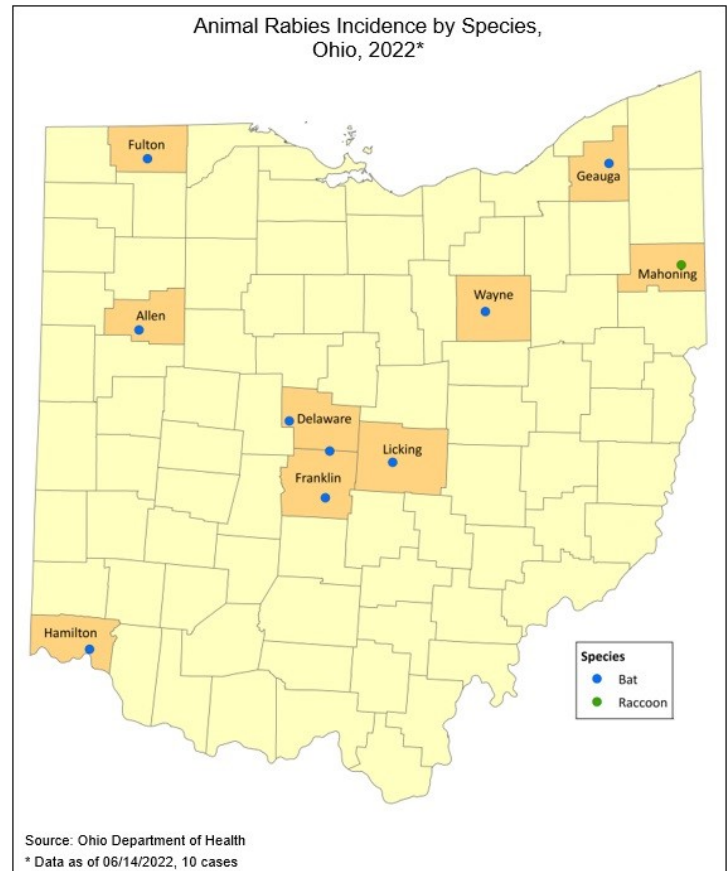 Animal Rabies Incidence by Species,
Ohio, 2022*
Fulton
Geauga
Mahoning
Wayne
Allen
Delaware
Licking
Franklin
Hamilton
Species
Bat
Raccoon
Source: Ohio Department of Health
* Data as of 06/14/2022, 10 cases